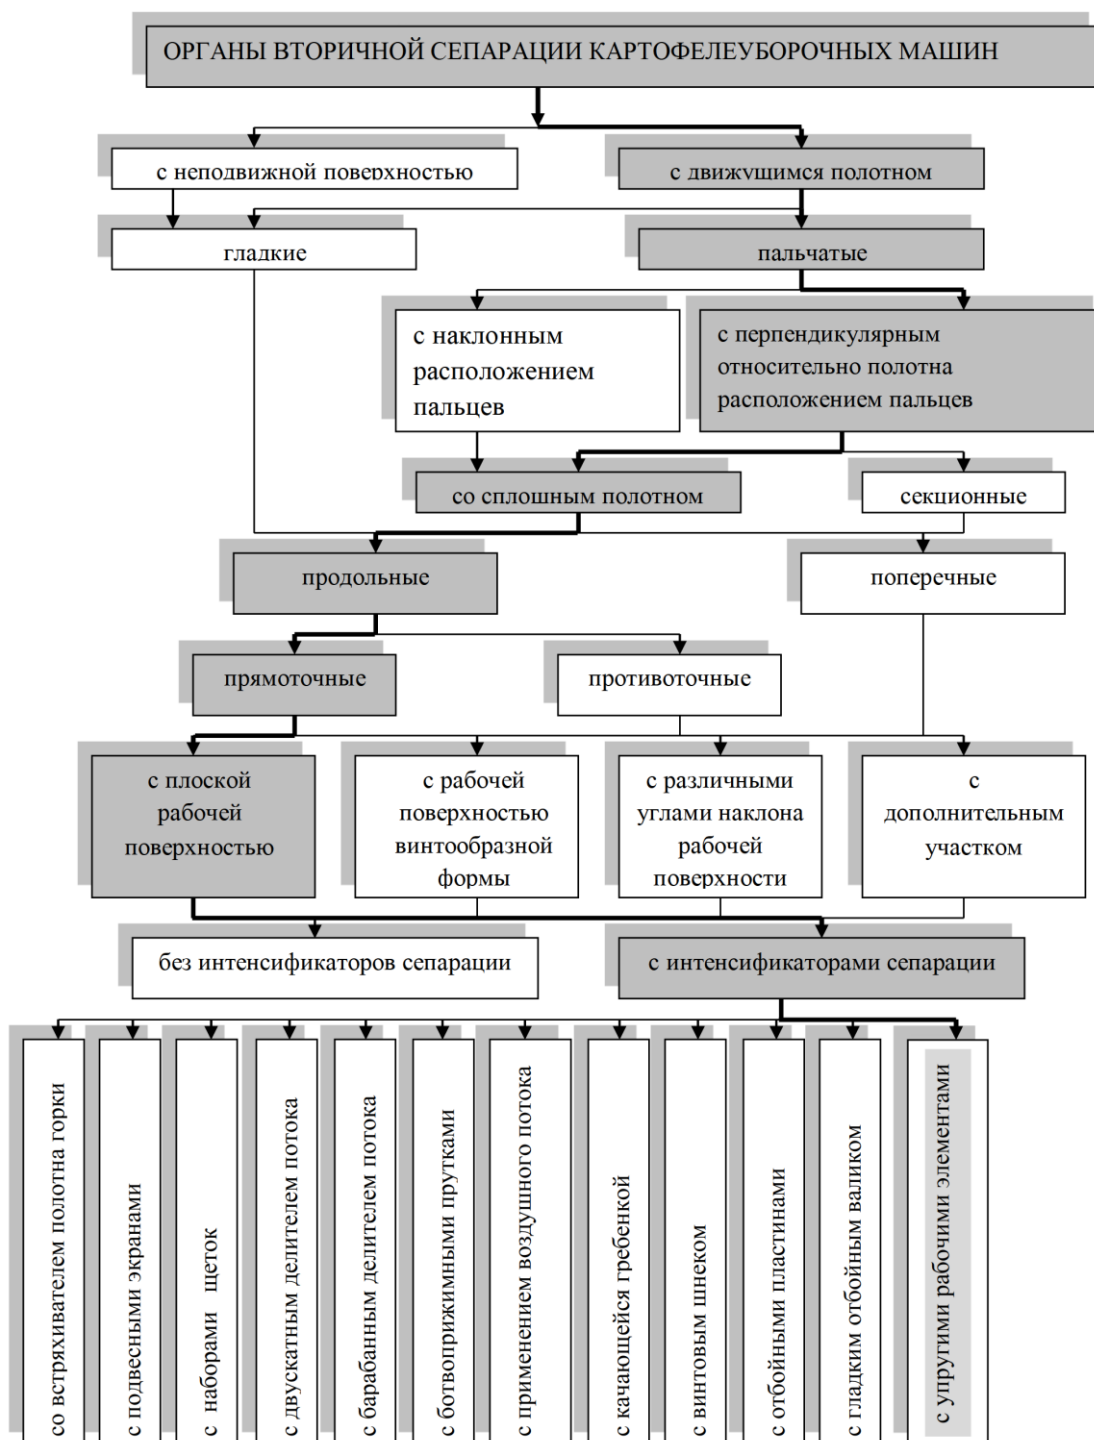 ОРГАНЫ ВТОРИЧНОЙ СЕПАРАЦИИ КАРТОФЕЛЕУБОРОЧНЫХ МАШИН
с неподвижной поверхностью
с движущимся полотном
гладкие
пальчатые
с наклонным
расположением
пальцев
с перпендикулярным
относительно полотна
расположением пальцев
со сплошным полотном
секционные
продольные
поперечные
прямоточные
противоточные
с плоской
рабочей
поверхностью
с рабочей
поверхностью
винтообразной
формы
с различными
углами наклона
рабочей
поверхности
с
дополнительным
участком
без интенсификаторов сепарации
с интенсификаторами сепарации
со встряхивателем полотна горки
с подвесными экранами
с наборами щеток
с двускатным делителем потока
с барабанным делителем потока
с ботвоприжимными прутками
с применением воздушного потока
с качающейся гребенкой
с винтовым шнеком
с отбойными пластинами
с гладким отбойным валиком
с упругими рабочими элементами